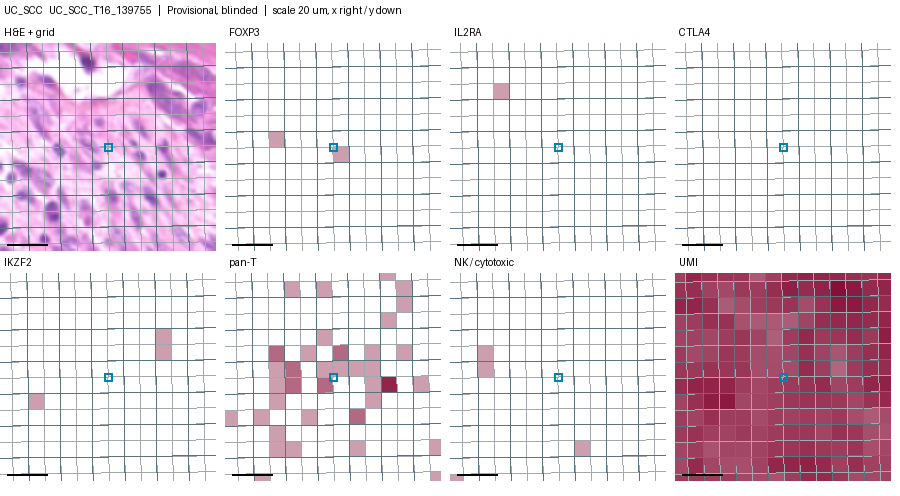 UC_SCC UC_SCC_T16_139755 | Provisional, blinded | scale 20 um, x right / y down
H&E + grid FOXP3 IL2RA CTLA4
IKZF2 pan-T NK / cytotoxic UMI